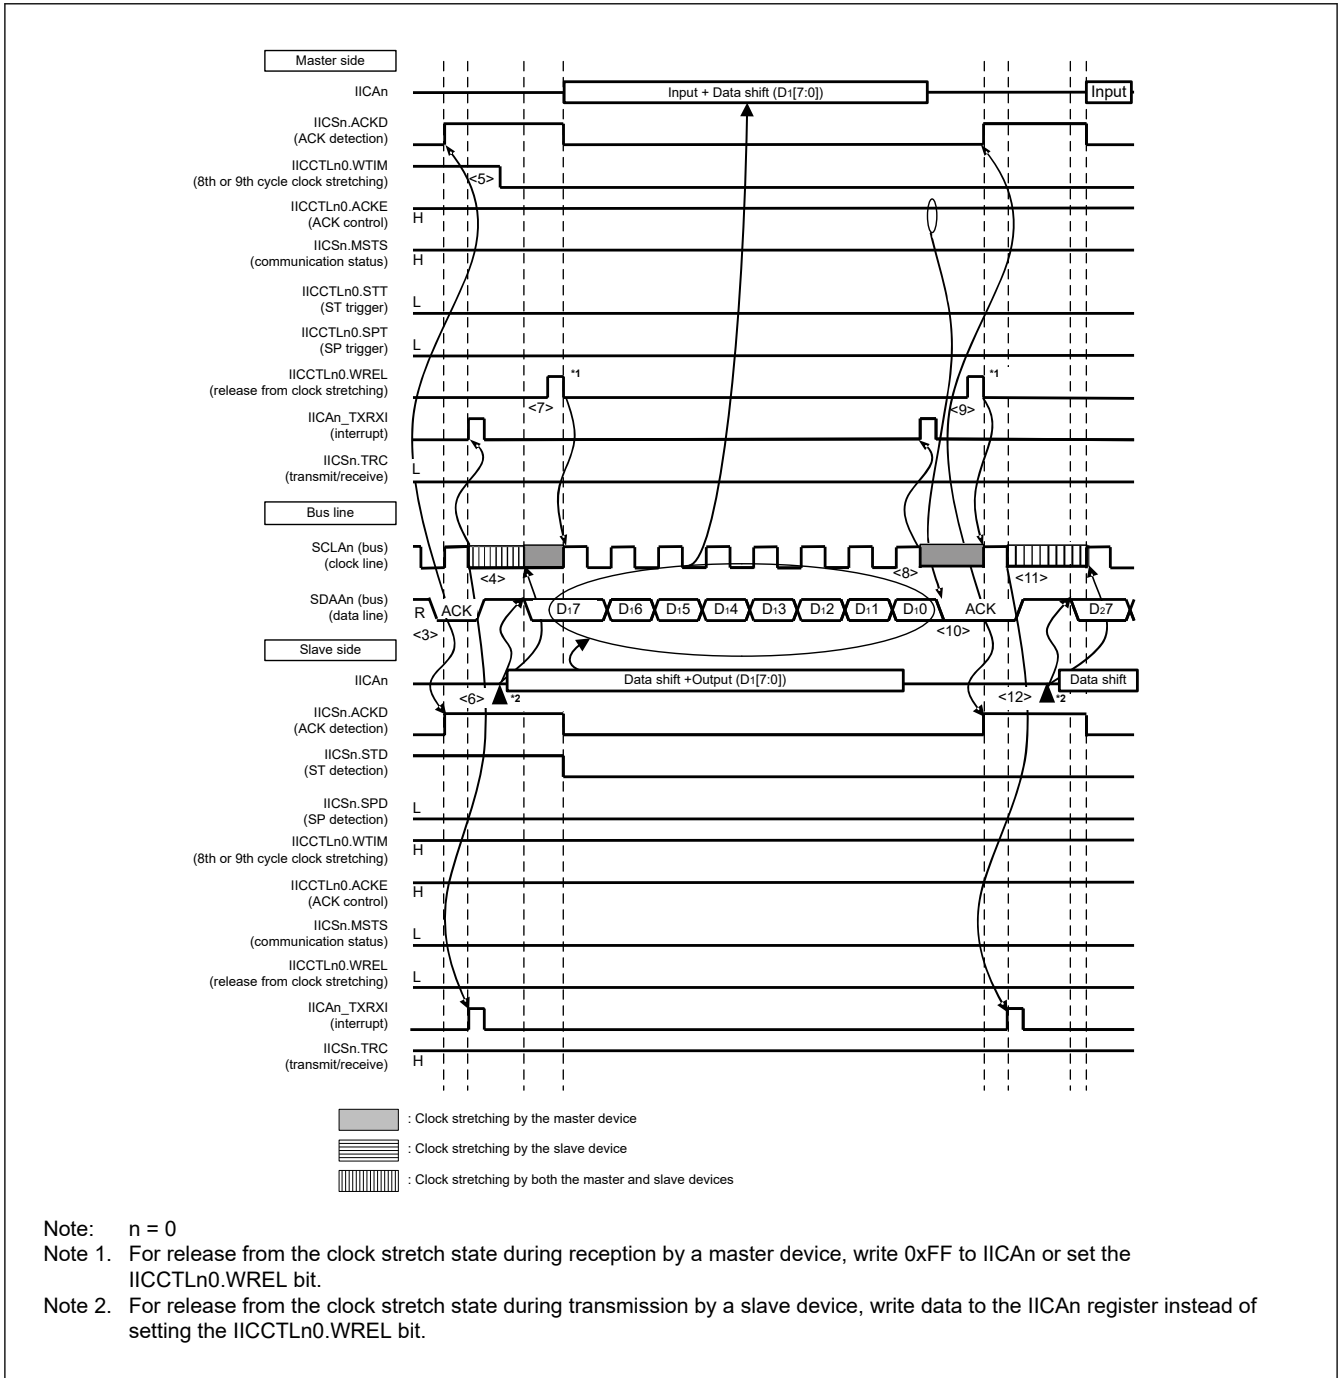 Master side
IICAn
Input + Data shift (D1[7:0])
Input
IICSn.ACKD
(ACK detection)
IICCTLn0.WTIM
(8th or 9th cycle clock stretching)
<5>
IICCTLn0.ACKE
(ACK control)
H
IICSn.MSTS
(communication status)
H
IICCTLn0.STT
(ST trigger)
L
IICCTLn0.SPT
(SP trigger)
L
IICCTLn0.WREL
(release from clock stretching)
*1
*1
<7>
<9>
IICAn_TXRXI
(interrupt)
IICSn.TRC
(transmit/receive)
L
Bus line
SCLAn (bus)
(clock line)
<4>
<8>
<11>
SDAAn (bus)
(data line)
R
ACK
D17
D16
D15
D14
D13
D12
D11
D10
ACK
D27
<3>
<10>
Slave side
IICAn
Data shift +Output (D1[7:0])
Data shift
<6>
*2
<12>
*2
IICSn.ACKD
(ACK detection)
IICSn.STD
(ST detection)
IICSn.SPD
(SP detection)
L
IICCTLn0.WTIM
(8th or 9th cycle clock stretching)
H
IICCTLn0.ACKE
(ACK control)
H
IICSn.MSTS
(communication status)
L
IICCTLn0.WREL
(release from clock stretching)
L
IICAn_TXRXI
(interrupt)
IICSn.TRC
(transmit/receive)
H
: Clock stretching by the master device
: Clock stretching by the slave device
: Clock stretching by both the master and slave devices
Note: n = 0
Note 1. For release from the clock stretch state during reception by a master device, write 0xFF to IICAn or set the
IICCTLn0.WREL bit.
Note 2. For release from the clock stretch state during transmission by a slave device, write data to the IICAn register instead of
setting the IICCTLn0.WREL bit.